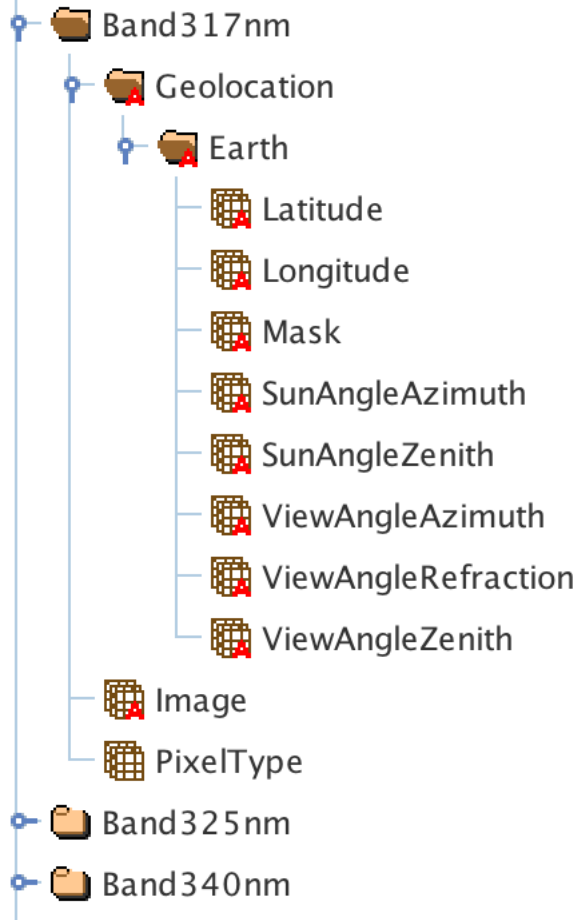 Band317nm
Geolocation
Earth
Latitude
Longitude
Mask
SunAngleAzimuth
SunAngleZenith
ViewAngleAzimuth
ViewAngleRefraction
ViewAngleZenith
Image
PixelType
Band325nm
Band340nm